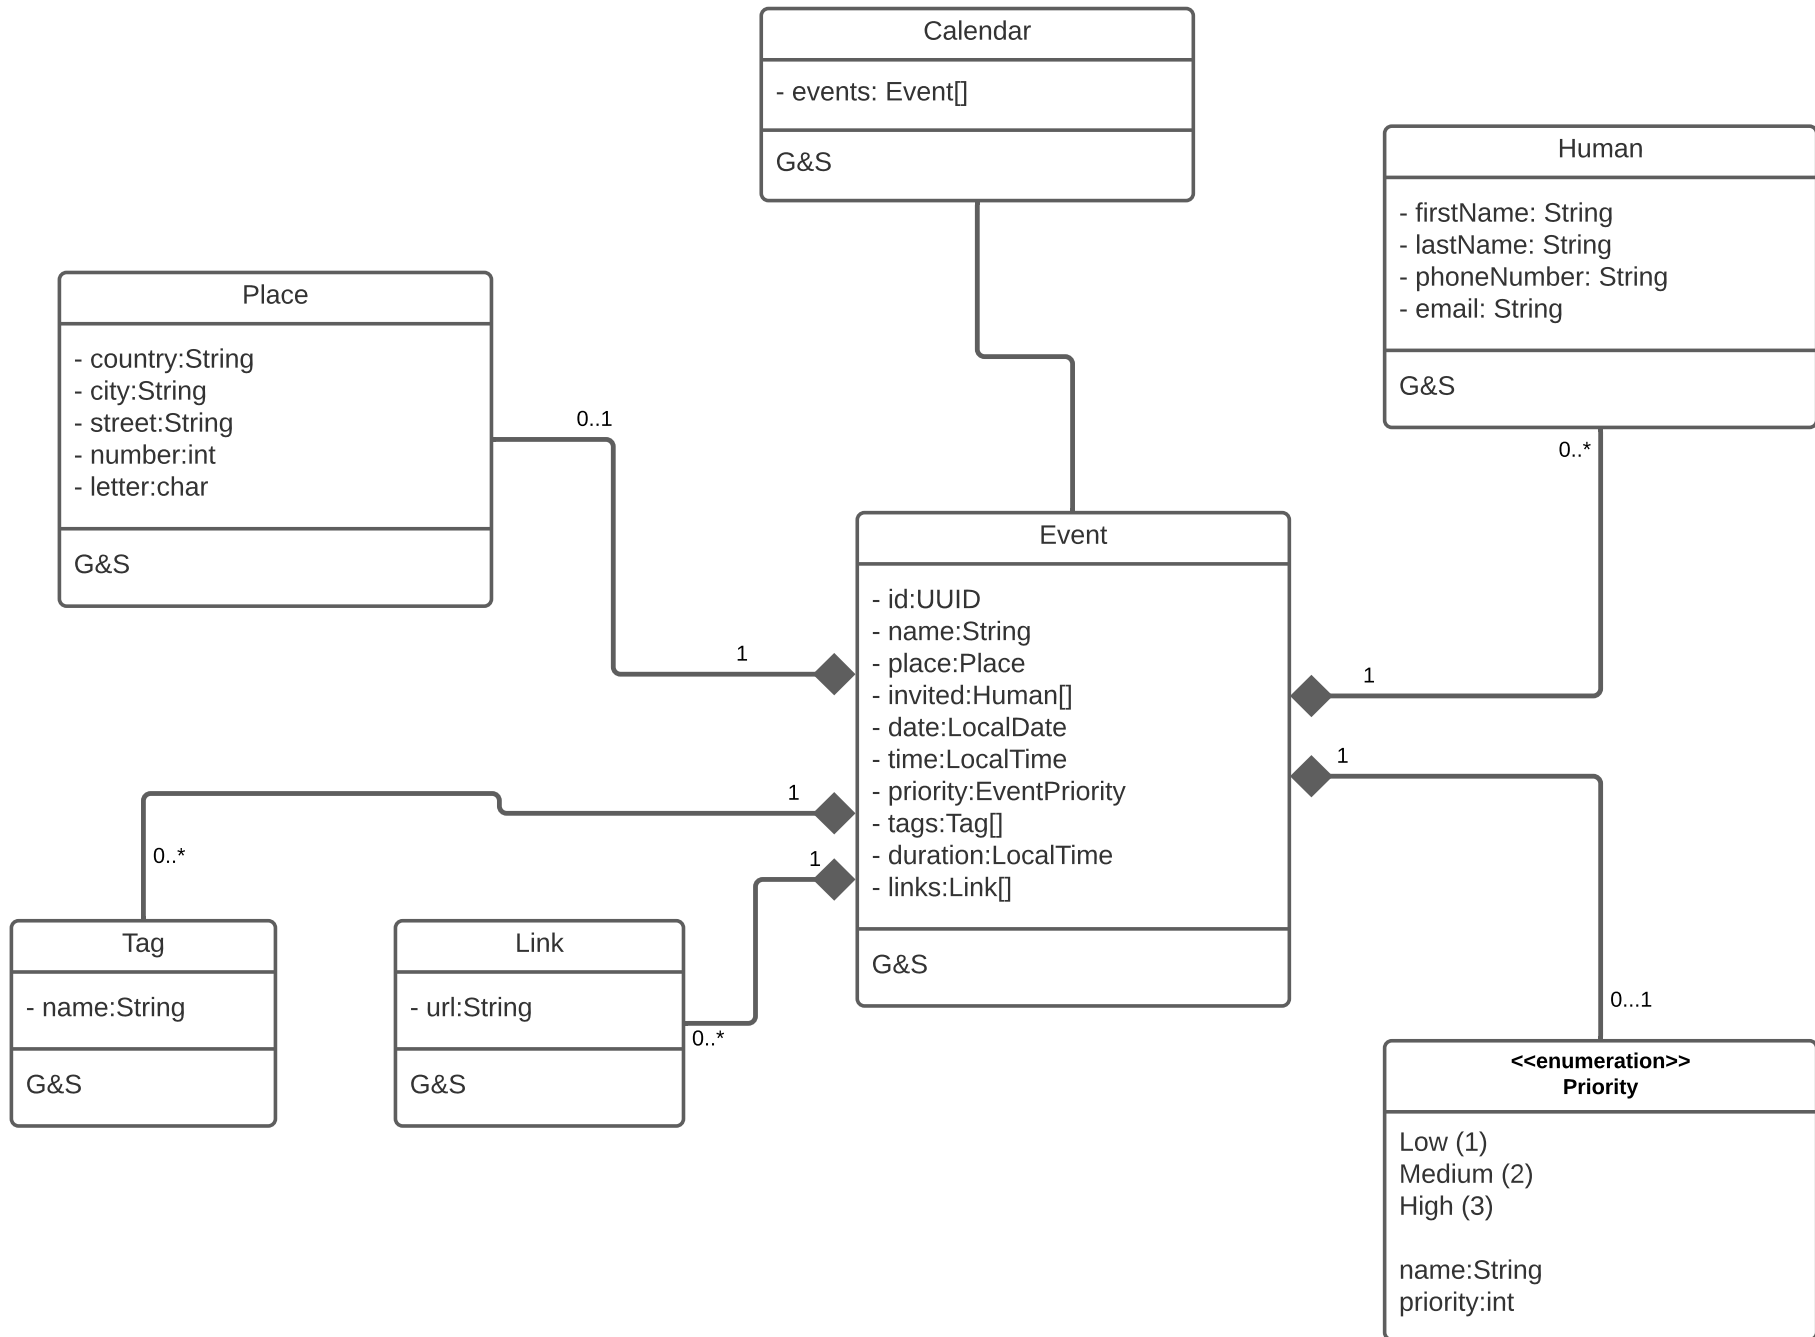 Calendar
- events: Event[]
G&S
Human
- firstName: String
- lastName: String
- phoneNumber: String
- email: String
G&S
0..*
Place
- country:String
- city:String
- street:String
- number:int
- letter:char
G&S
0..1
1
Event
- id:UUID
- name:String
- place:Place
- invited:Human[]
- date:LocalDate
- time:LocalTime
- priority:EventPriority
- tags:Tag[]
- duration:LocalTime
- links:Link[]
G&S
1
1
1
0..*
1
Tag
- name:String
G&S
Link
- url:String
G&S
0..*
0...1
<<enumeration>>
Priority
Low (1)
Medium (2)
High (3)
name:String
priority:int